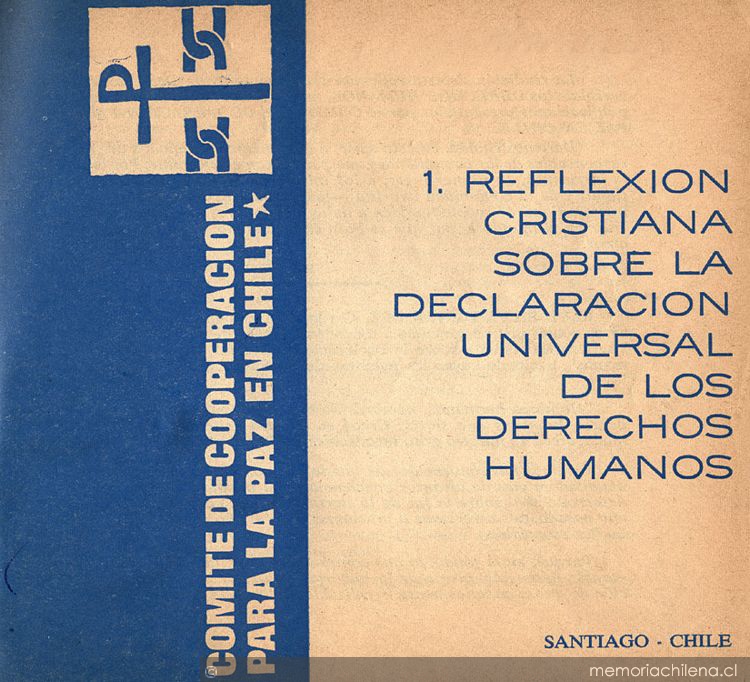 COMITE DE COOPERACION
PARA LA PAZ EN CHILE★
1. REFLEXION
CRISTIANA
SOBRE LA
DECLARACION
UNIVERSAL
DE LOS
DERECHOS
HUMANOS
SANTIAGO - CHILE
©
memoriachilena.cl